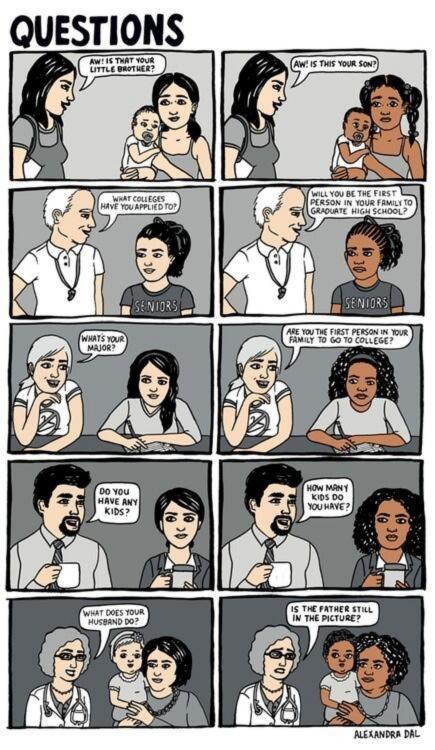 QUESTIONS
AW! IS THAT YOUR
LITTLE BROTHER?
AW! IS THIS YOUR SON?
WHAT COLLEGES
HAVE YOU APPLIED TO?
SENIORS
WILL YOU BE THE FIRST
PERSON IN YOUR FAMILY TO
GRADUATE HIGH SCHOOL?
SENIORS
WHAT'S YOUR
MAJOR?
ARE YOU THE FIRST PERSON IN YOUR
FAMILY TO GO TO COLLEGE?
DO YOU
HAVE ANY
KIDS?
HOW MANY
KIDS DO
YOU HAVE?
WHAT DOES YOUR
HUSBAND DO?
IS THE FATHER STILL
IN THE PICTURE?
ALEXANDRA DAL